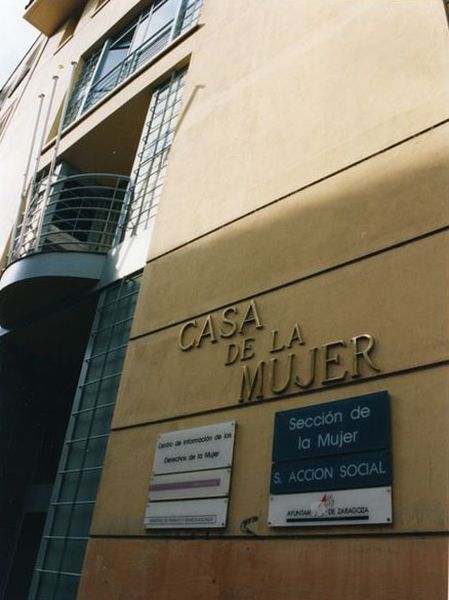 CASA
DE LA
MUJER
Centro de Información de los
Derechos de la Mujer
Sección de
la Mujer
S. ACCION SOCIAL
AYUNTAM DE ZARAGOZA